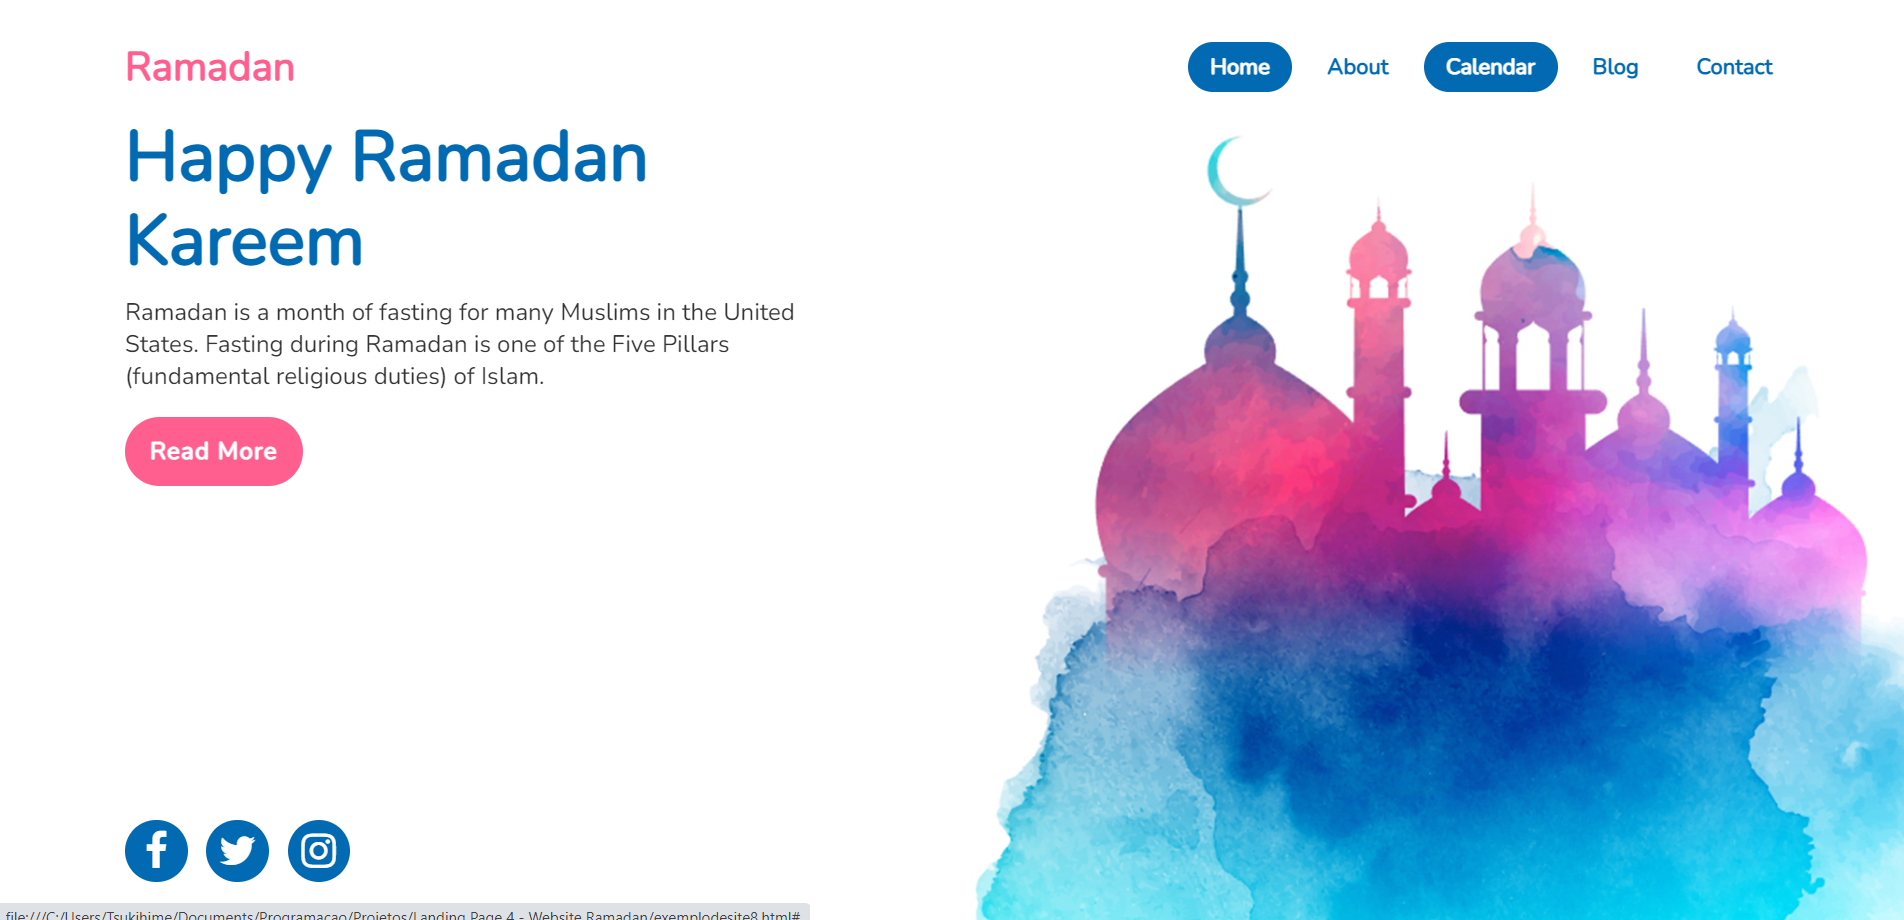 Ramadan
Home About Calendar Blog Contact
Happy Ramadan
Kareem
Ramadan is a month of fasting for many Muslims in the United
States. Fasting during Ramadan is one of the Five Pillars
(fundamental religious duties) of Islam.
Read More
file:///C:/Users/Tsukihime/Documents/Programacao/Projetos/Landing Page 4 - Website Ramadan/exemplodesite8.html#